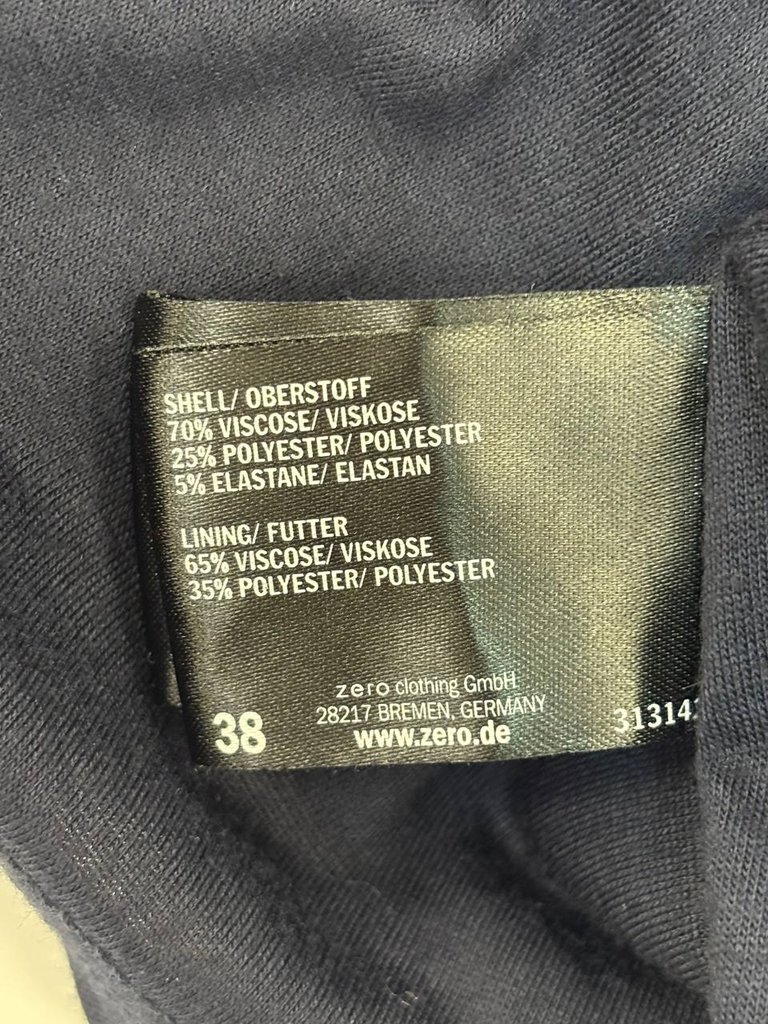 SHELL/ OBERSTOFF
70% VISCOSE/ VISKOSE
25% POLYESTER/ POLYESTER
5% ELASTANE/ ELASTAN
LINING/ FUTTER
65% VISCOSE/ VISKOSE
35% POLYESTER/ POLYESTER
zero clothing GmbH
28217 BREMEN, GERMANY
www.zero.de
38